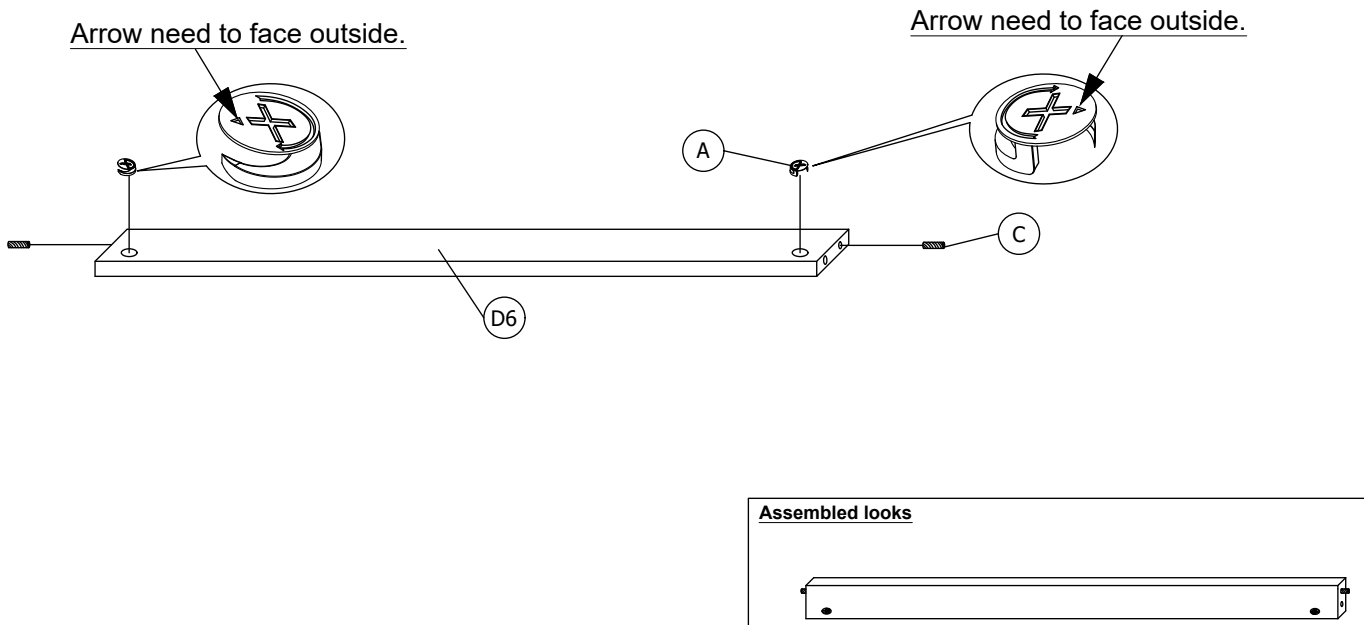 Arrow need to face outside.
Arrow need to face outside.
A
C
D6
Assembled looks